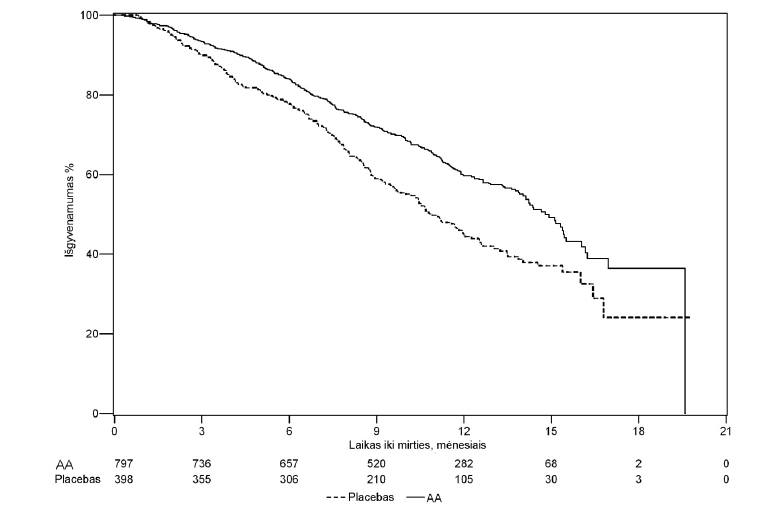 100
80
60
40
20
0
Išgyvenamumas %
0 3 6 9 12 15 18 21
Laikas iki mirties, mėnesiais
AA 797 736 657 520 282 68 2 0
Placebas 398 355 306 210 105 30 3 0
Placebas AA